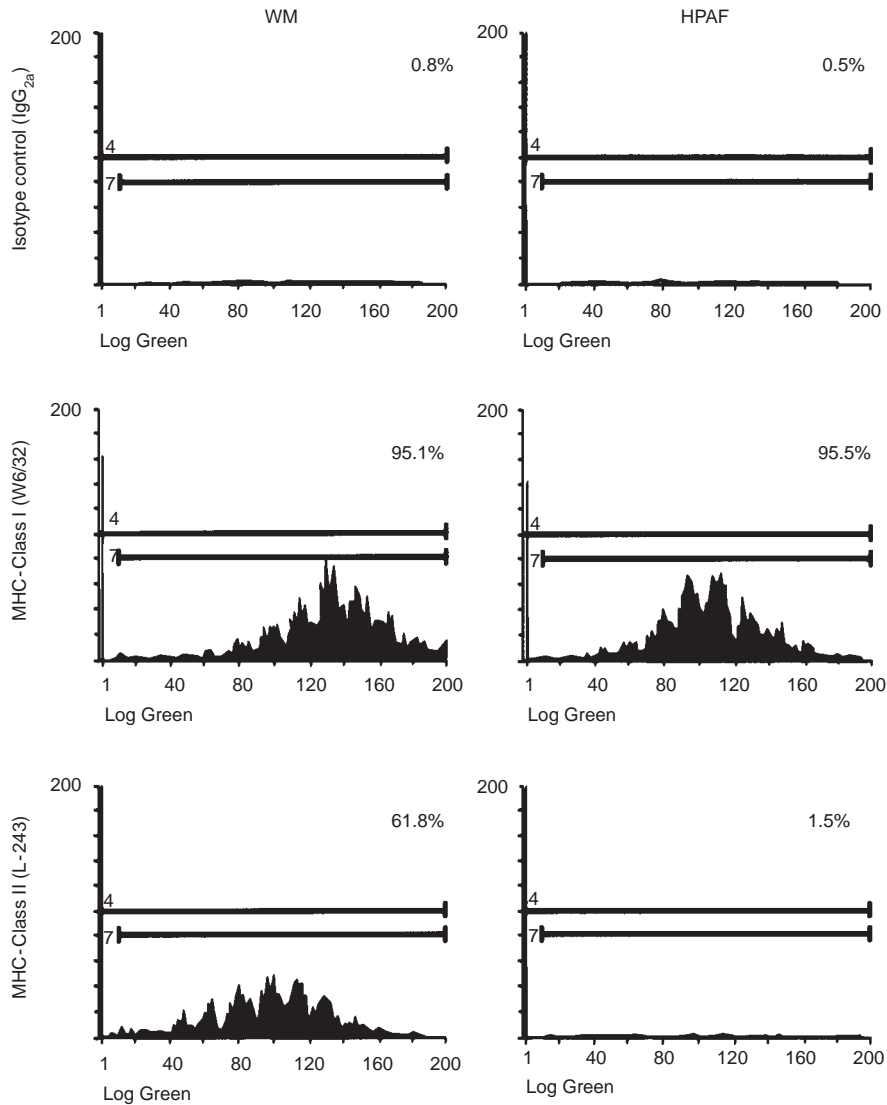 WM
HPAF
Isotype control (IgG2a)
200
0.8%
4
7
1 40 80 120 160 200
Log Green
200
0.5%
4
7
1 40 80 120 160 200
Log Green
MHC-Class I (W6/32)
200
95.1%
4
7
1 40 80 120 160 200
Log Green
200
95.5%
4
7
1 40 80 120 160 200
Log Green
MHC-Class II (L-243)
200
61.8%
4
7
1 40 80 120 160 200
Log Green
200
1.5%
4
7
1 40 80 120 160 200
Log Green